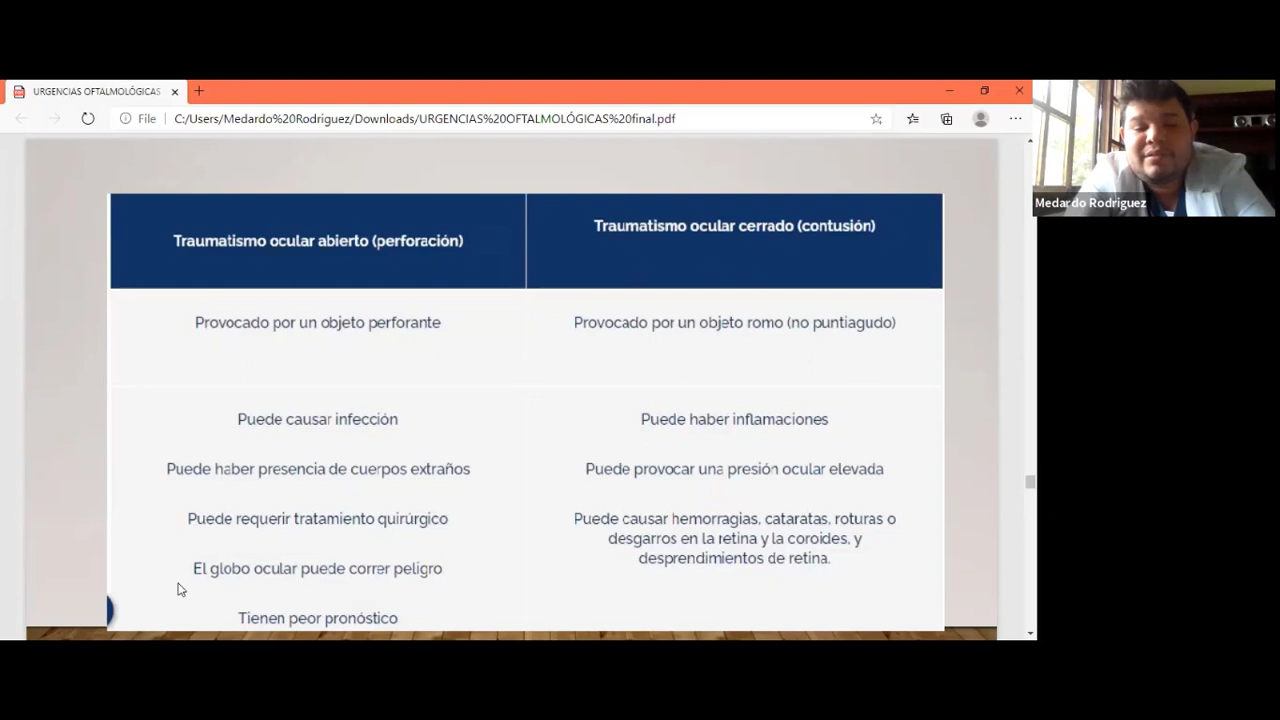 URGENCIAS OFTALMOLÓGICAS
File
C:/Users/Medardo%20Rodriguez/Downloads/URGENCIAS%20OFTALMOLÓGICAS%20final.pdf
Medardo Rodriguez
Traumatismo ocular abierto (perforación)
Traumatismo ocular cerrado (contusión)
Provocado por un objeto perforante
Provocado por un objeto romo (no puntiagudo)
Puede causar infección
Puede haber presencia de cuerpos extraños
Puede requerir tratamiento quirúrgico
El globo ocular puede correr peligro
Tienen peor pronóstico
Puede haber inflamaciones
Puede provocar una presión ocular elevada
Puede causar hemorragias, cataratas, roturas o
desgarros en la retina y la coroides, y
desprendimientos de retina.